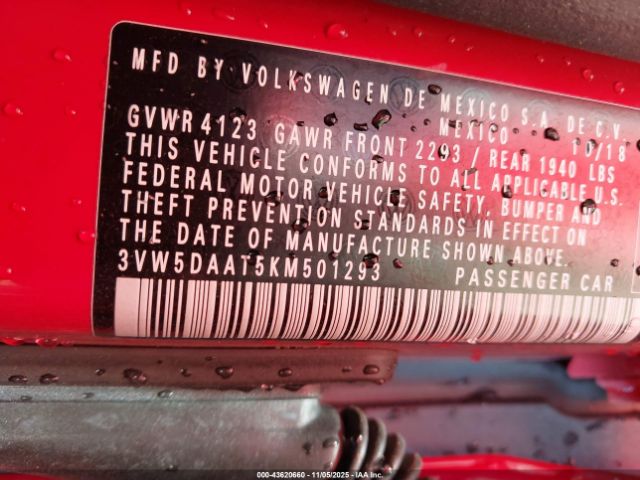 MFD BY VOLKSWAGEN DE MEXICO S.A. DE C.V.
MEXICO 10/18
GVWR 4123 GAWR FRONT 2293 / REAR 1940 LBS
THIS VEHICLE CONFORMS TO ALL APPLICABLE U.S.
FEDERAL MOTOR VEHICLE SAFETY, BUMPER AND
THEFT PREVENTION STANDARDS IN EFFECT ON
THE DATE OF MANUFACTURE SHOWN ABOVE.
3VW5DAAT5KM501293 PASSENGER CAR
000-43620660 - 11/05/2025 - IAA Inc.